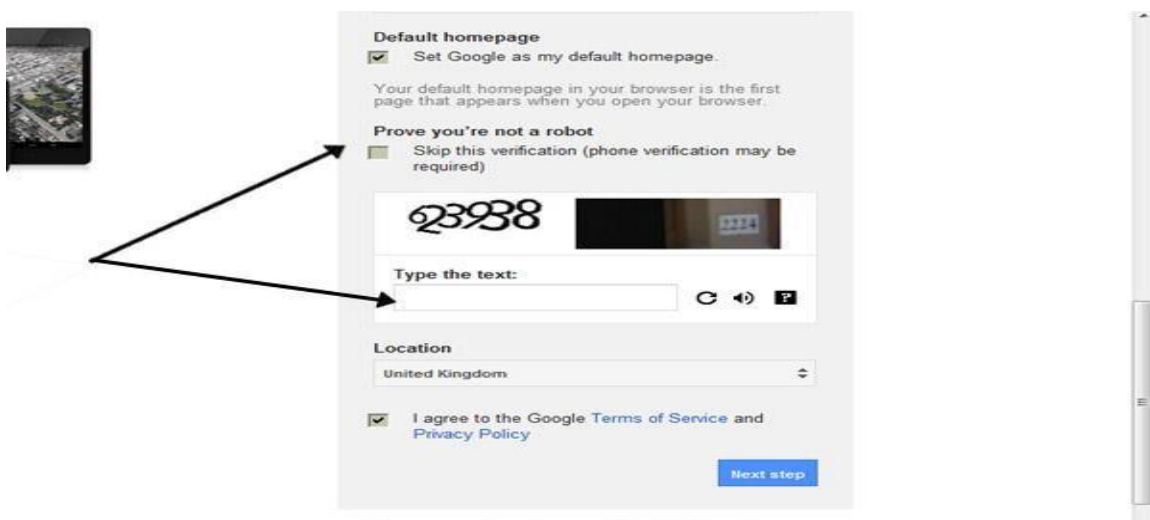 Default homepage
Set Google as my default homepage.
Your default homepage in your browser is the first
page that appears when you open your browser.
Prove you're not a robot
Skip this verification (phone verification may be
required)
2224
Type the text:
?
Location
United Kingdom
I agree to the Google Terms of Service and
Privacy Policy
Next step